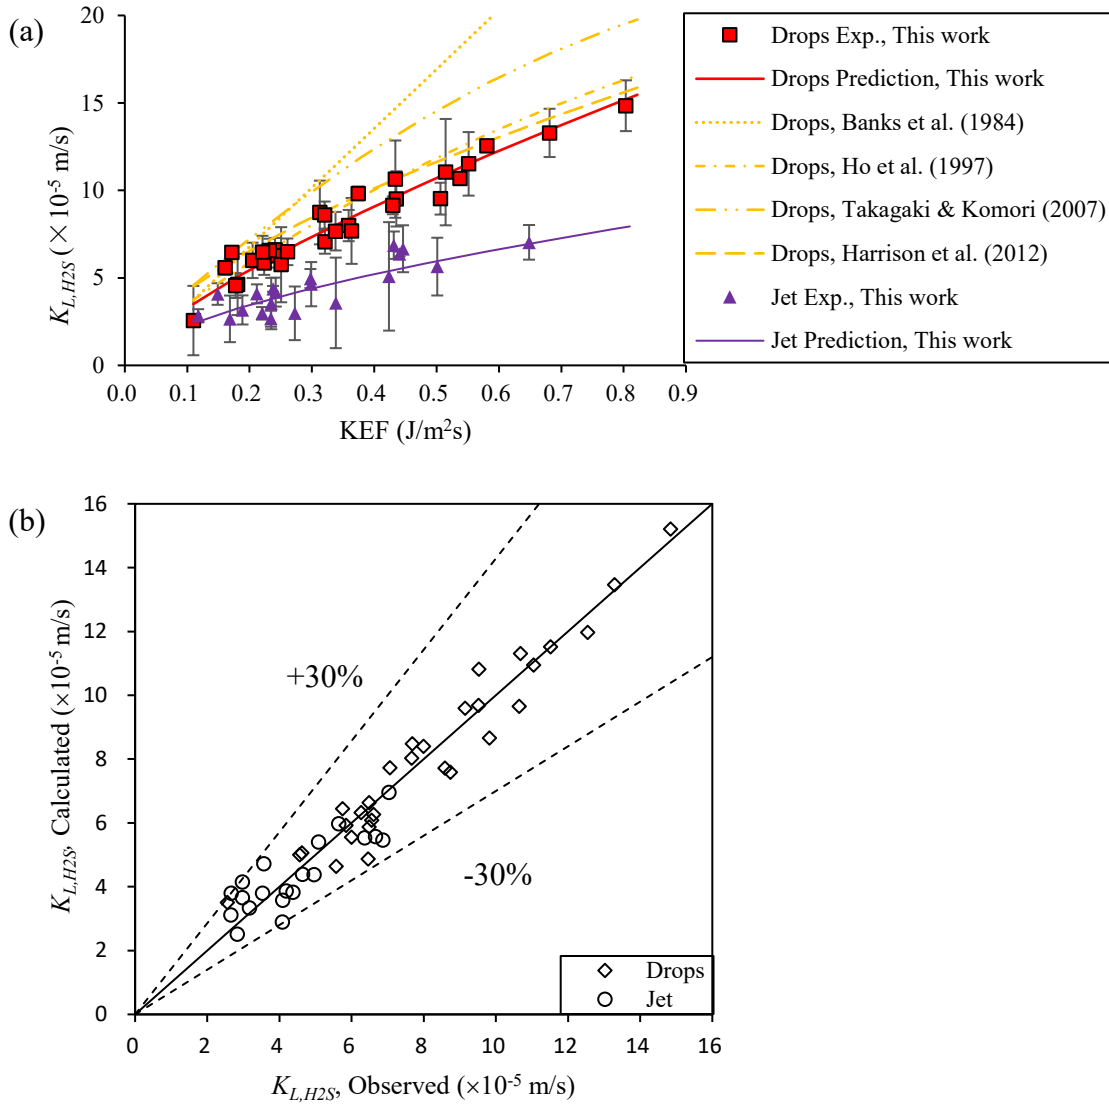 (a)
20
15
10
5
0
K_L,H2S (× 10⁻⁵ m/s)
0.0 0.1 0.2 0.3 0.4 0.5 0.6 0.7 0.8 0.9
KEF (J/m²s)
Drops Exp., This work
Drops Prediction, This work
Drops, Banks et al. (1984)
Drops, Ho et al. (1997)
Drops, Takagaki & Komori (2007)
Drops, Harrison et al. (2012)
Jet Exp., This work
Jet Prediction, This work
(b)
16
14
12
10
8
6
4
2
0
K_L,H2S, Calculated (×10⁻⁵ m/s)
+30%
-30%
Drops
Jet
0 2 4 6 8 10 12 14 16
K_L,H2S, Observed (×10⁻⁵ m/s)